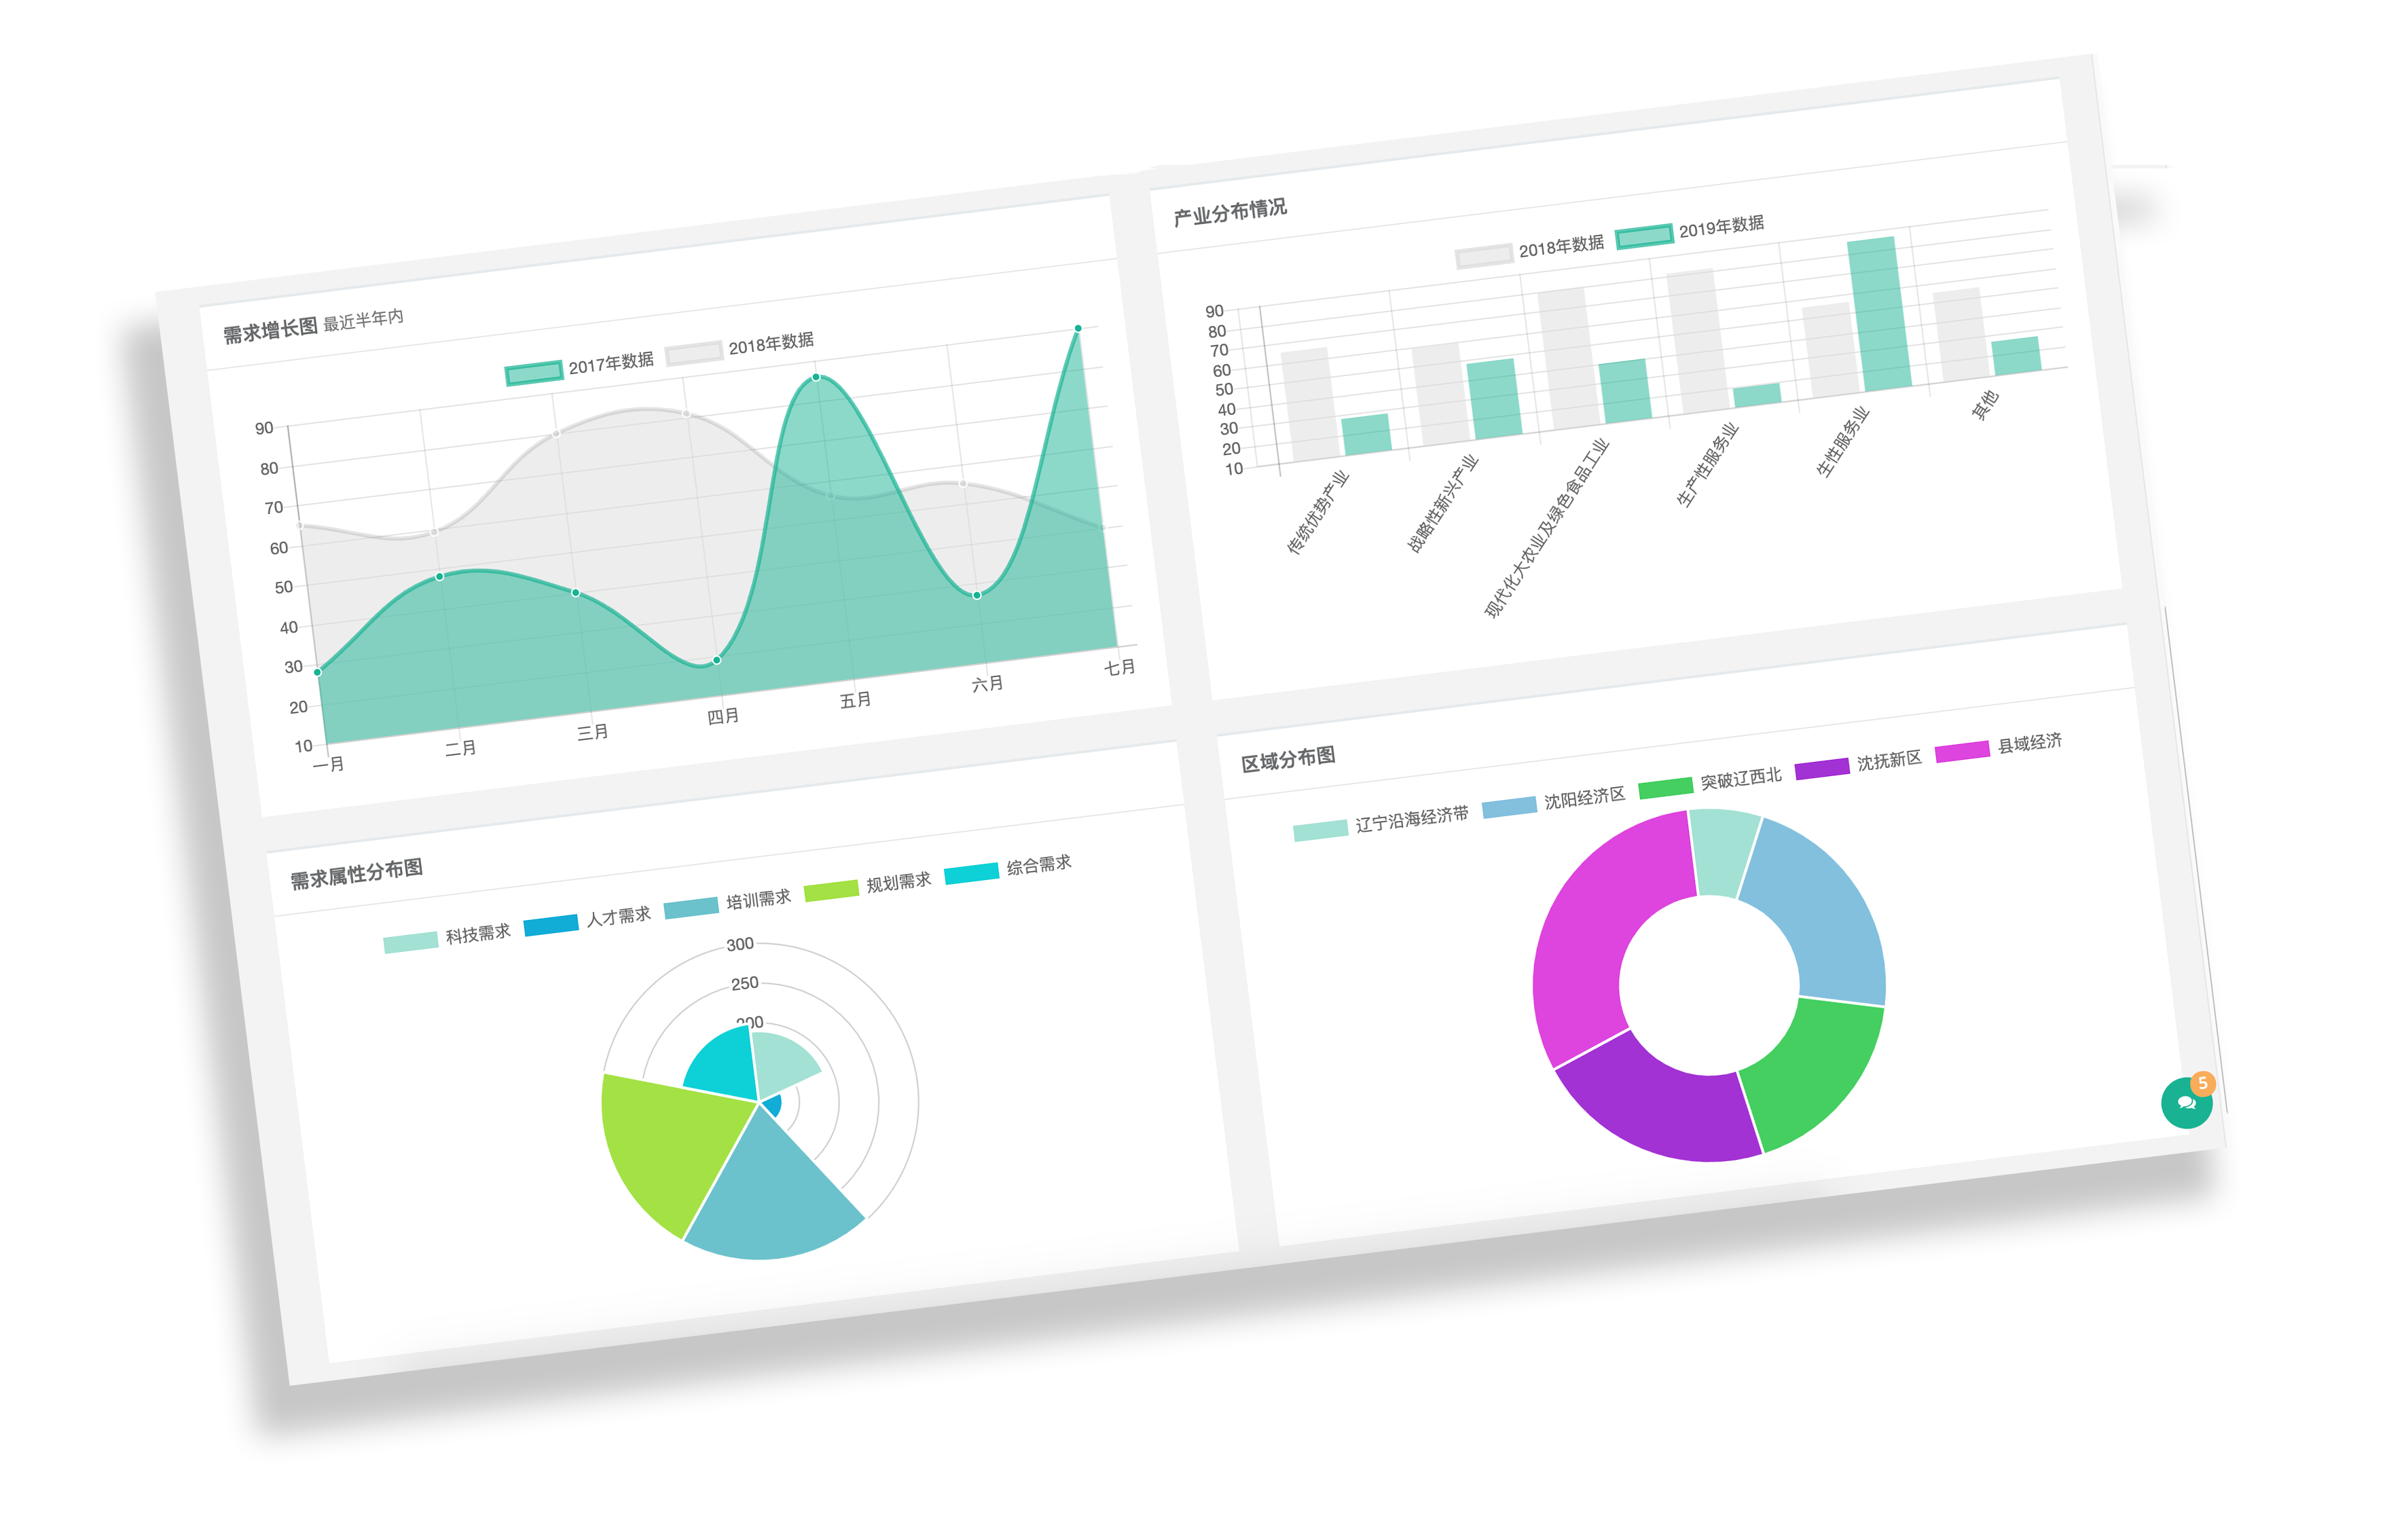 需求增长图 最近半年内
2017年数据 2018年数据
90
80
70
60
50
40
30
20
10
一月 二月 三月 四月 五月 六月 七月
产业分布情况
2018年数据 2019年数据
90
80
70
60
50
40
30
20
10
传统优势产业
战略性新兴产业
现代化大农业及绿色食品工业
生产性服务业
生性服务业
其他
需求属性分布图
科技需求 人才需求 培训需求 规划需求 综合需求
300
250
200
区域分布图
辽宁沿海经济带 沈阳经济区 突破辽西北 沈抚新区 县域经济
5